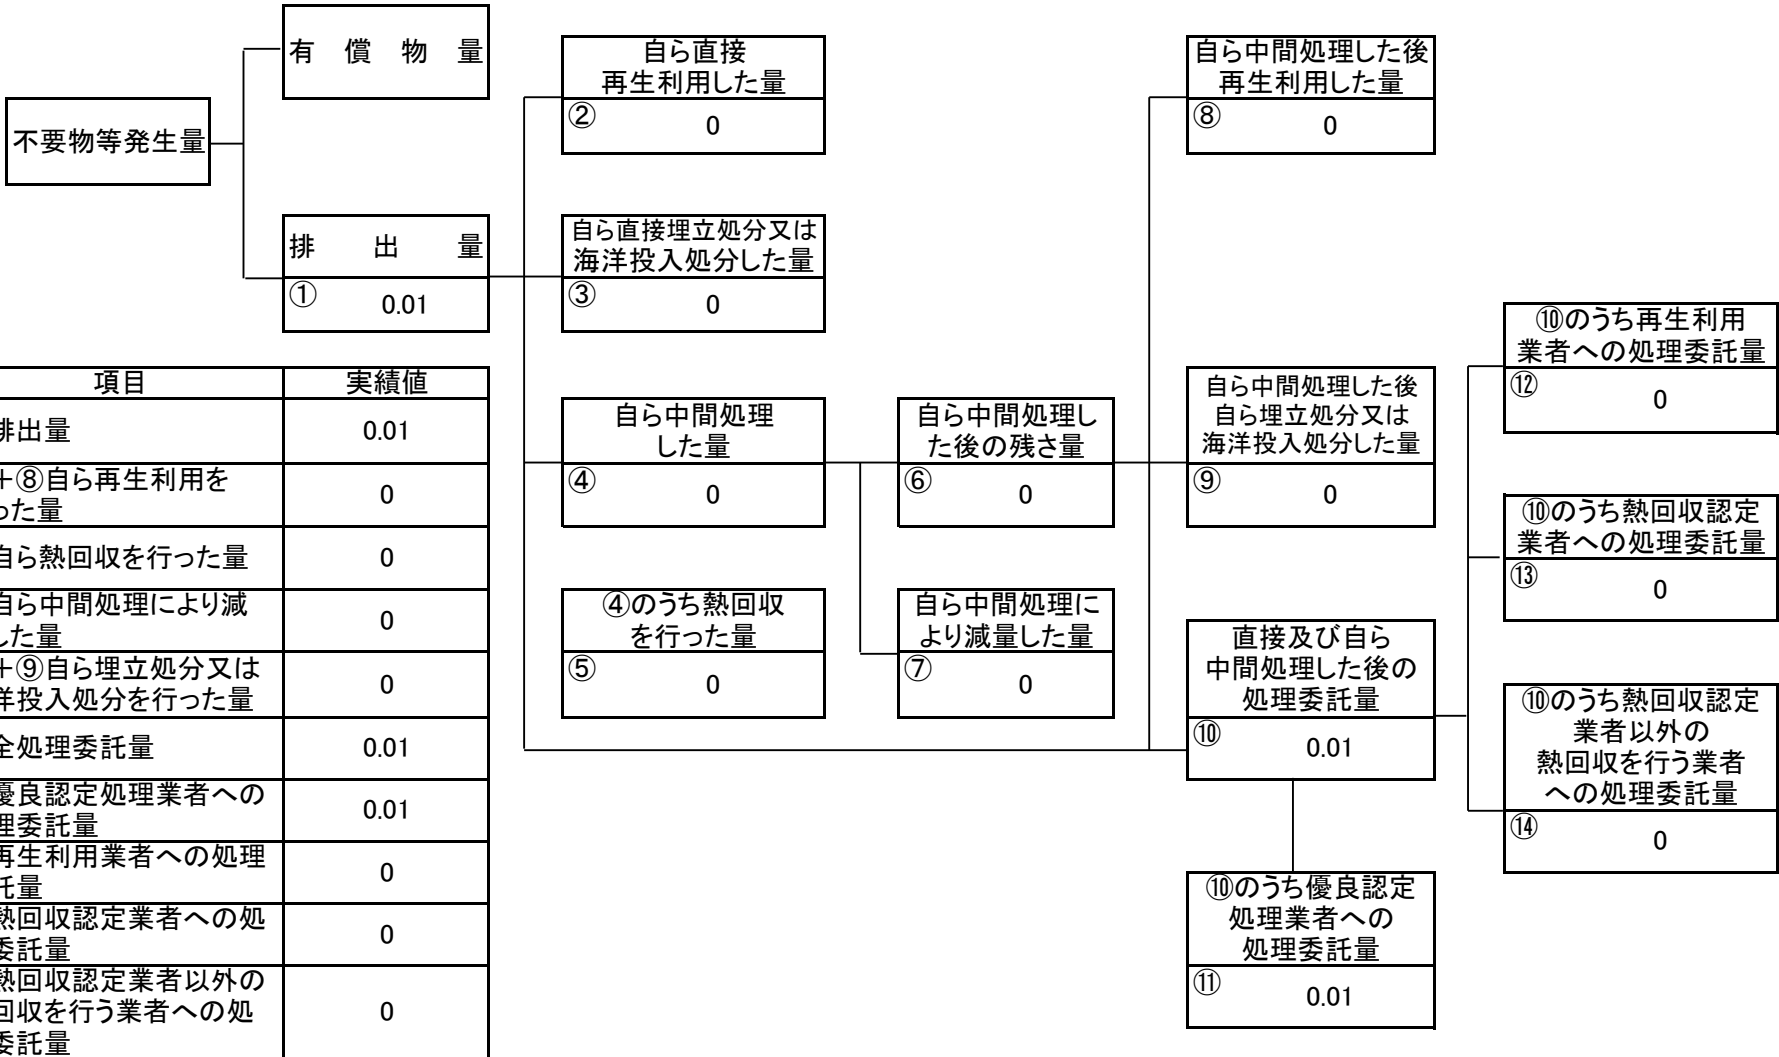 有償物量
不要物等発生量
排出量
①
0.01
自ら直接
再生利用した量
②
0
自ら直接埋立処分又は
海洋投入処分した量
③
0
自ら中間処理
した量
④
0
④のうち熱回収
を行った量
⑤
0
自ら中間処理し
た後の残さ量
⑥
0
自ら中間処理に
より減量した量
⑦
0
自ら中間処理した後
再生利用した量
⑧
0
自ら中間処理した後
自ら埋立処分又は
海洋投入処分した量
⑨
0
直接及び自ら
中間処理した後の
処理委託量
⑩
0.01
⑩のうち優良認定
処理業者への
処理委託量
⑪
0.01
⑩のうち再生利用
業者への処理委託量
⑫
0
⑩のうち熱回収認定
業者への処理委託量
⑬
0
⑩のうち熱回収認定
業者以外の
熱回収を行う業者
への処理委託量
⑭
0
項目 実績値
排出量 0.01
+⑧自ら再生利用を
った量
0
自ら熱回収を行った量 0
自ら中間処理により減
した量
0
+⑨自ら埋立処分又は
洋投入処分を行った量
0
全処理委託量 0.01
優良認定処理業者への
理委託量
0.01
再生利用業者への処理
託量
0
熱回収認定業者への処
委託量
0
熱回収認定業者以外の
回収を行う業者への処
委託量
0